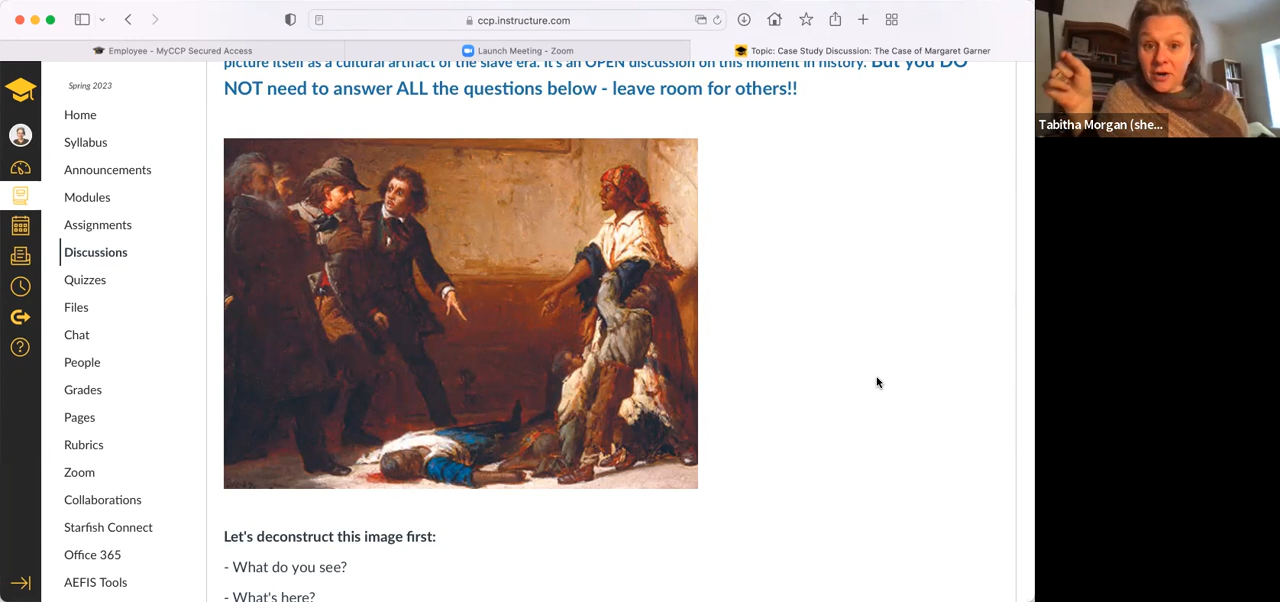 ccp.instructure.com
Employee - MyCCP Secured Access
Launch Meeting - Zoom
Topic: Case Study Discussion: The Case of Margaret Garner
Spring 2023
Home
Syllabus
Announcements
Modules
Assignments
Discussions
Quizzes
Files
Chat
People
Grades
Pages
Rubrics
Zoom
Collaborations
Starfish Connect
Office 365
AEFIS Tools
picture itself as a cultural artifact of the slave era. It's an OPEN discussion on this moment in history. But you DO
NOT need to answer ALL the questions below - leave room for others!!
Let's deconstruct this image first:
- What do you see?
- What's here?
Tabitha Morgan (she...